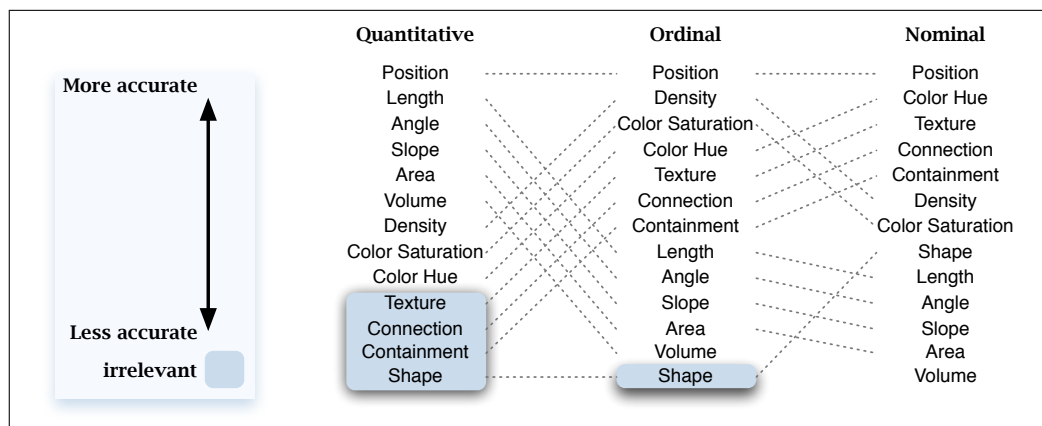 Quantitative Ordinal Nominal
More accurate
Less accurate
irrelevant
Position Position Position
Length Density Color Hue
Angle Color Saturation Texture
Slope Color Hue Connection
Area Texture Containment
Volume Connection Density
Density Containment Color Saturation
Color Saturation Length Shape
Color Hue Angle Length
Texture Slope Angle
Connection Area Slope
Containment Volume Area
Shape Shape Volume